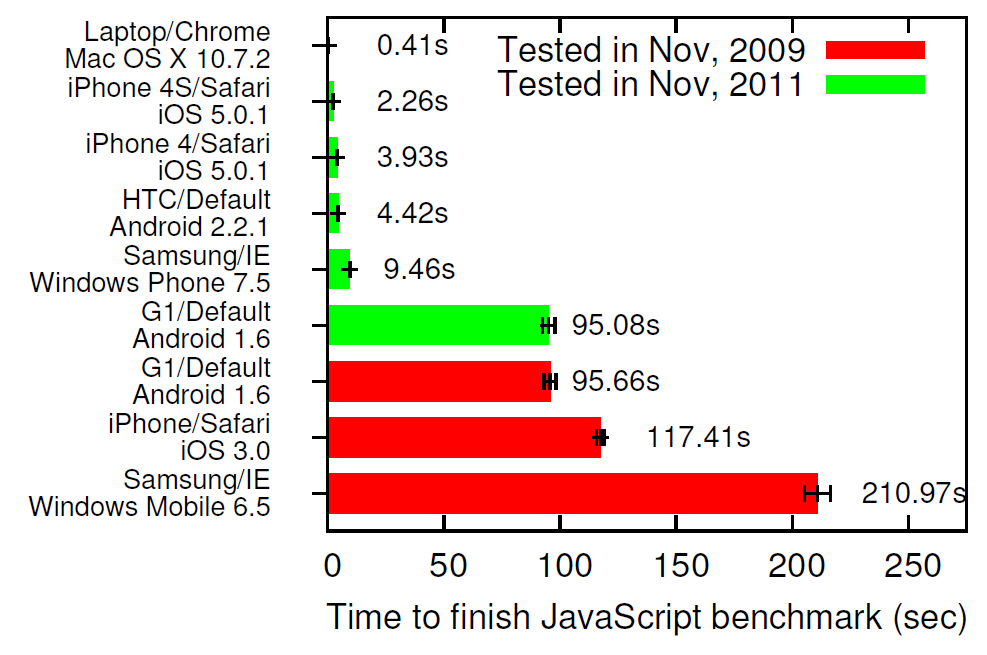 Laptop/Chrome
Mac OS X 10.7.2
0.41s
iPhone 4S/Safari
iOS 5.0.1
2.26s
iPhone 4/Safari
iOS 5.0.1
3.93s
HTC/Default
Android 2.2.1
4.42s
Samsung/IE
Windows Phone 7.5
9.46s
G1/Default
Android 1.6
95.08s
G1/Default
Android 1.6
95.66s
iPhone/Safari
iOS 3.0
117.41s
Samsung/IE
Windows Mobile 6.5
210.97s
Tested in Nov, 2009
Tested in Nov, 2011
0 50 100 150 200 250
Time to finish JavaScript benchmark (sec)